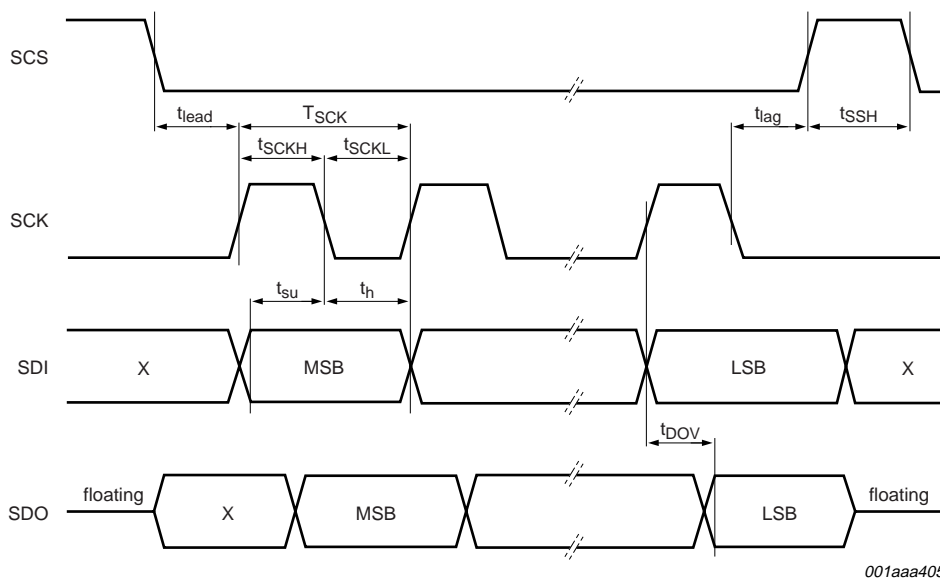 SCS
tlead
TSCK
tlag
tSSH
tSCKH
tSCKL
SCK
tsu
th
SDI
X
MSB
LSB
X
tDOV
floating
floating
SDO
X
MSB
LSB
001aaa405